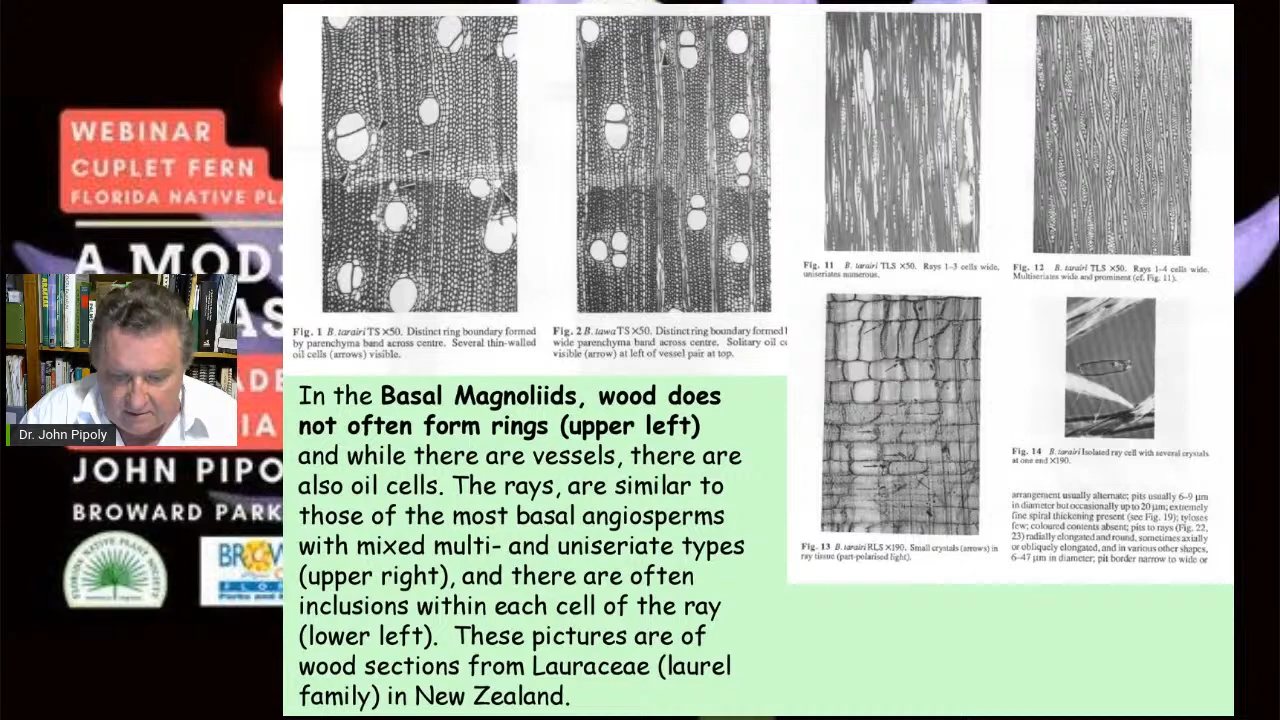 WEBINAR
CUPLET FERN
FLORIDA NATIVE
A MOD
AS
ADE
IA
JOHN PIPO
BROWARD PARK
NATIVE PLANT
Dr. John Pipoly
Fig. 1 B. tarairi TS ×50. Distinct ring boundary formed
by parenchyma band across centre. Several thin-walled
oil cells (arrows) visible.
Fig. 2 B. tawa TS ×50. Distinct ring boundary formed
wide parenchyma band across centre. Solitary oil
visible (arrow) at left of vessel pair at top.
Fig. 11 B. tarairi TLS ×50. Rays 1–3 cells wide,
uniseriates numerous.
Fig. 12 B. tarairi TLS ×50. Rays 1–4 cells wide.
Multiseriates wide and prominent (cf. Fig. 11).
Fig. 13 B. tarairi RLS ×190. Small crystals (arrows) in
ray tissue (part-polarised light).
Fig. 14 B. tarairi Isolated ray cell with several crystals
at one end ×190.
arrangement usually alternate; pits usually 6–9 µm
in diameter but occasionally up to 20 µm; extremely
fine spiral thickening present (see Fig. 19); tyloses
few; coloured contents absent; pits to rays (Fig. 22,
23) radially elongated and round, sometimes axially
or obliquely elongated, and in various other shapes,
6–47 µm in diameter; pit border narrow to wide or
In the Basal Magnoliids, wood does
not often form rings (upper left)
and while there are vessels, there are
also oil cells. The rays, are similar to
those of the most basal angiosperms
with mixed multi- and uniseriate types
(upper right), and there are often
inclusions within each cell of the ray
(lower left). These pictures are of
wood sections from Lauraceae (laurel
family) in New Zealand.